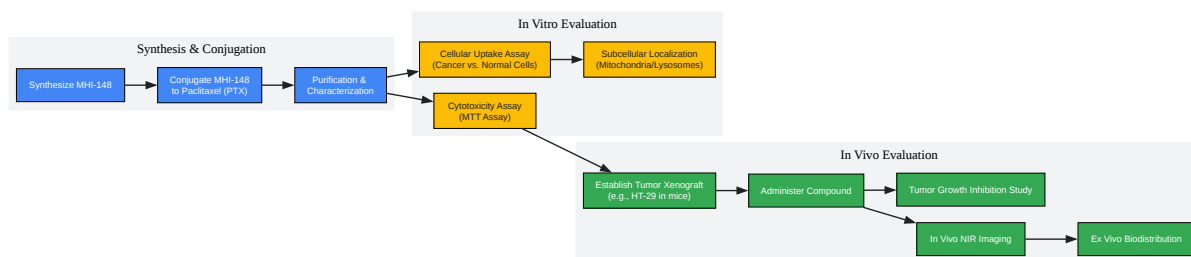 Synthesis & Conjugation
Synthesize MHI-148
Conjugate MHI-148
to Paclitaxel (PTX)
Purification &
Characterization
In Vitro Evaluation
Cellular Uptake Assay
(Cancer vs. Normal Cells)
Subcellular Localization
(Mitochondria/Lysosomes)
Cytotoxicity Assay
(MTT Assay)
In Vivo Evaluation
Establish Tumor Xenograft
(e.g., HT-29 in mice)
Administer Compound
Tumor Growth Inhibition Study
In Vivo NIR Imaging
Ex Vivo Biodistribution